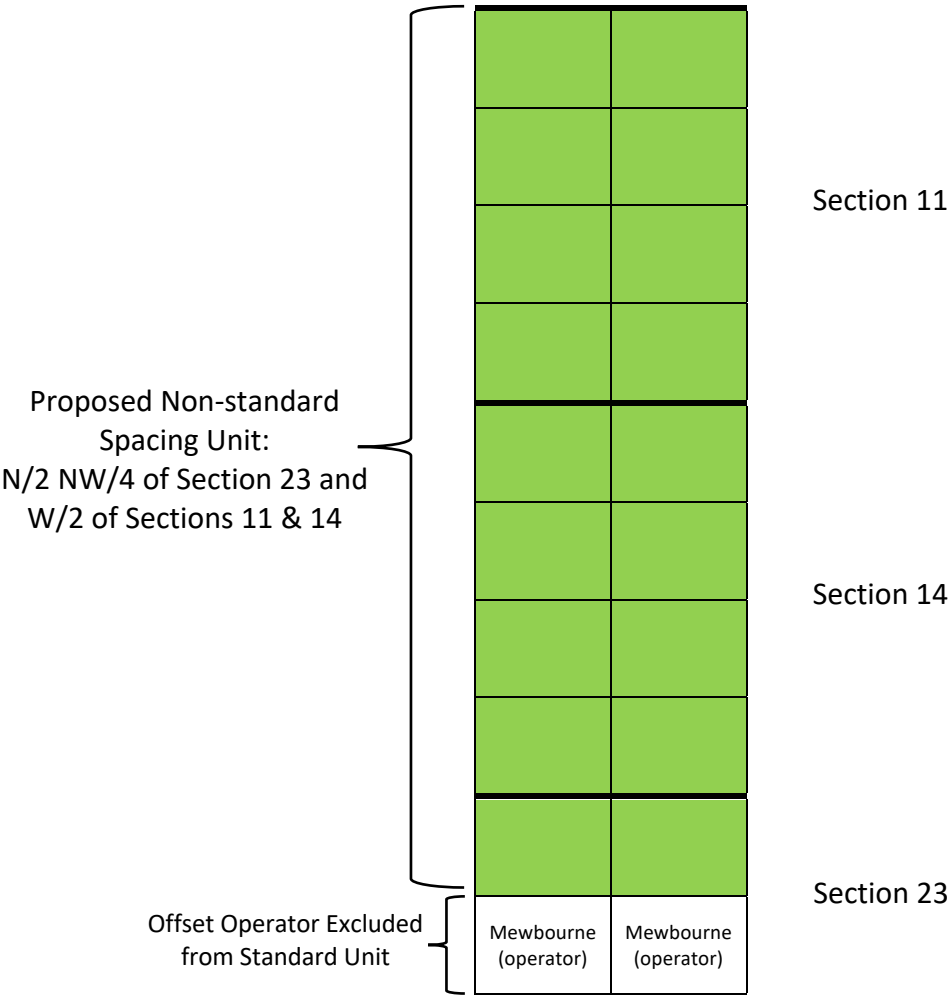 Section 11
Proposed Non-standard
Spacing Unit:
N/2 NW/4 of Section 23 and
W/2 of Sections 11 & 14
Section 14
Section 23
Offset Operator Excluded
from Standard Unit
Mewbourne
(operator)
Mewbourne
(operator)